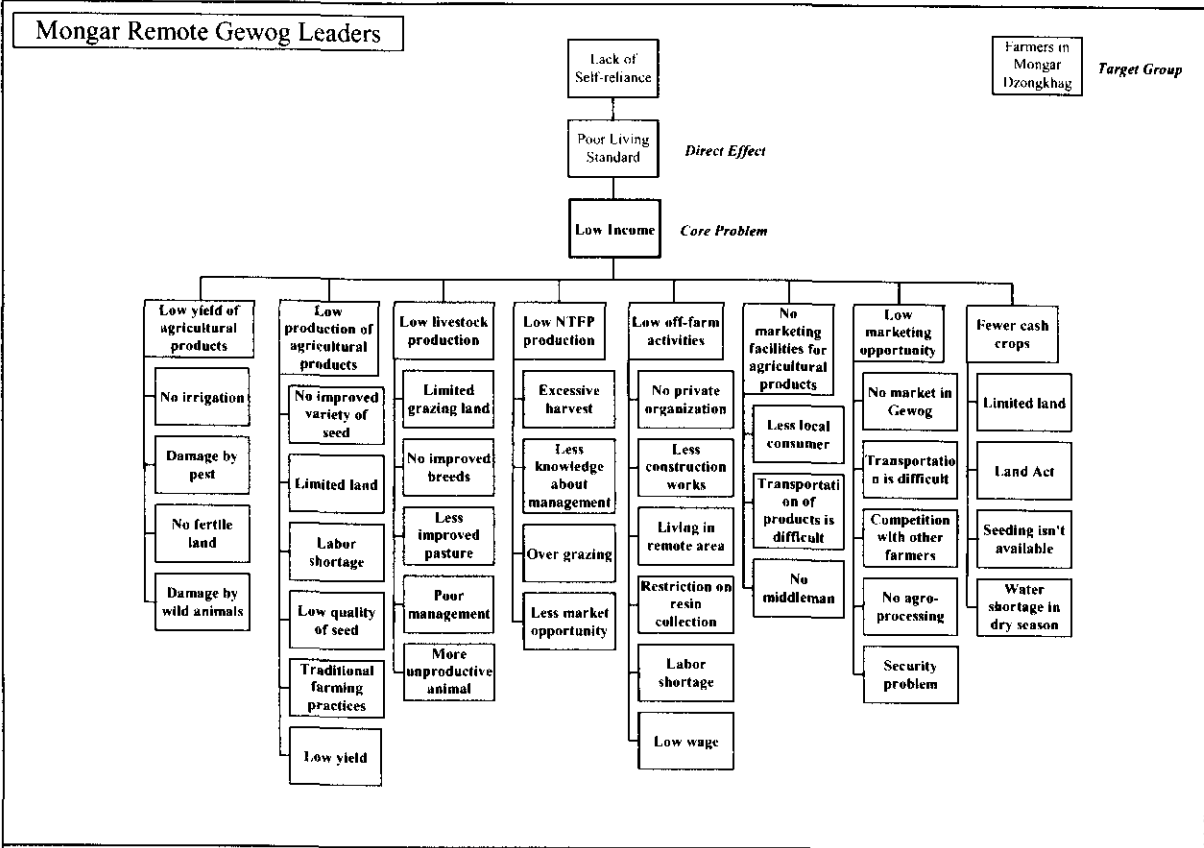 Mongar Remote Gewog Leaders
Lack of
Self-reliance
Farmers in
Mongar
Dzongkhag
Target Group
Poor Living
Standard
Direct Effect
Low Income
Core Problem
Low yield of
agricultural
products
No irrigation
Damage by
pest
No fertile
land
Damage by
wild animals
Low
production of
agricultural
products
No improved
variety of
seed
Limited land
Labor
shortage
Low quality
of seed
Traditional
farming
practices
Low yield
Low livestock
production
Limited
grazing land
No improved
breeds
Less
improved
pasture
Poor
management
More
unproductive
animal
Low NTFP
production
Excessive
harvest
Less
knowledge
about
management
Over grazing
Less market
opportunity
Low off-farm
activities
No private
organization
Less
construction
works
Living in
remote area
Restriction on
resin
collection
Labor
shortage
Low wage
No
marketing
facilities for
agricultural
products
Less local
consumer
Transportati
on of
products is
difficult
No
middleman
Low
marketing
opportunity
No market in
Gewog
Transportatio
n is difficult
Competition
with other
farmers
No agro-
processing
Security
problem
Fewer cash
crops
Limited land
Land Act
Seeding isn't
available
Water
shortage in
dry season